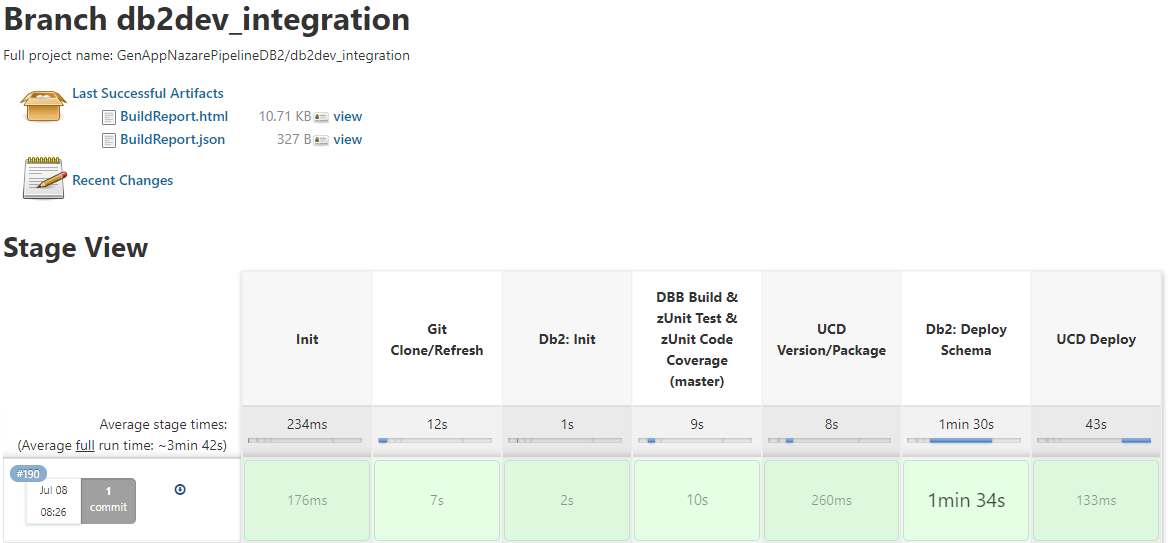 Branch db2dev_integration
Full project name: GenAppNazarePipelineDB2/db2dev_integration
Last Successful Artifacts
BuildReport.html 10.71 KB view
BuildReport.json 327 B view
Recent Changes
Stage View
Init
Git
Clone/Refresh
Db2: Init
DBB Build &
zUnit Test &
zUnit Code
Coverage
(master)
UCD
Version/Package
Db2: Deploy
Schema
UCD Deploy
Average stage times:
(Average full run time: ~3min 42s)
234ms
12s
1s
9s
8s
1min 30s
43s
#190
Jul 08
08:26
1
commit
176ms
7s
2s
10s
260ms
1min 34s
133ms